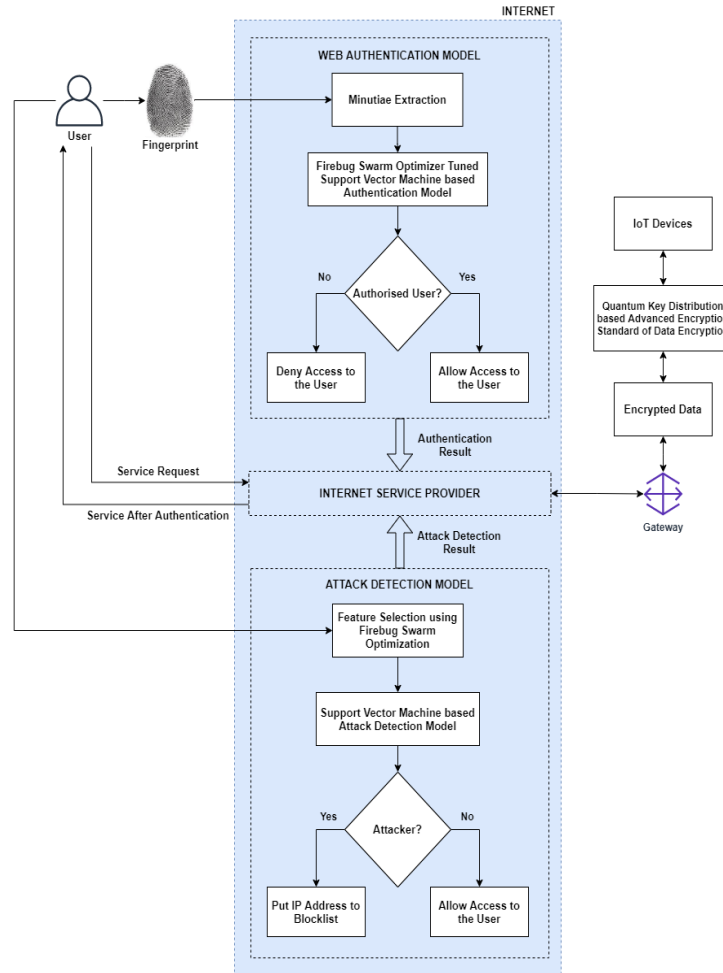 INTERNET
WEB AUTHENTICATION MODEL
Minutiae Extraction
User
Fingerprint
Firebug Swarm Optimizer Tuned
Support Vector Machine based
Authentication Model
No
Yes
Authorised User?
Deny Access to
the User
Allow Access to
the User
IoT Devices
Quantum Key Distribution
based Advanced Encryptio
Standard of Data Encryptio
Encrypted Data
Gateway
Authentication
Result
Service Request
INTERNET SERVICE PROVIDER
Service After Authentication
Attack Detection
Result
ATTACK DETECTION MODEL
Feature Selection using
Firebug Swarm
Optimization
Support Vector Machine based
Attack Detection Model
Yes
No
Attacker?
Put IP Address to
Blocklist
Allow Access to
the User